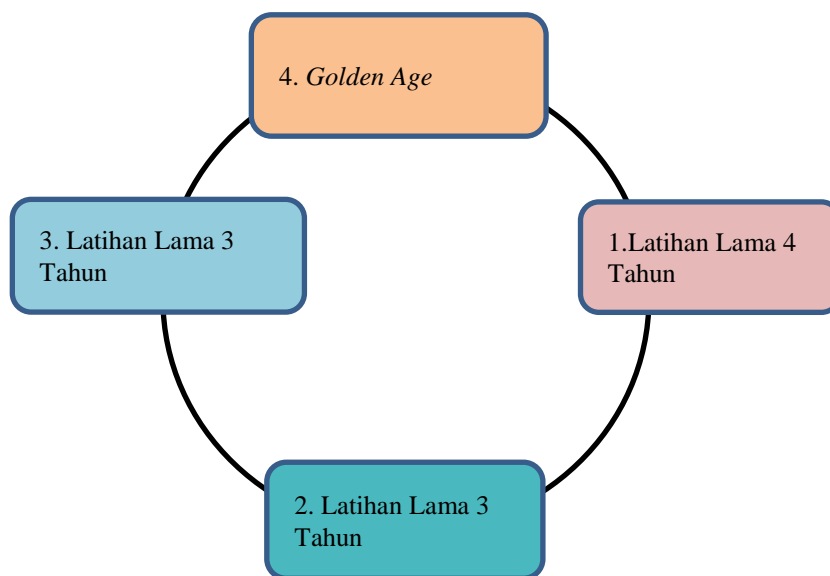 4. Golden Age
3. Latihan Lama 3
Tahun
1.Latihan Lama 4
Tahun
2. Latihan Lama 3
Tahun